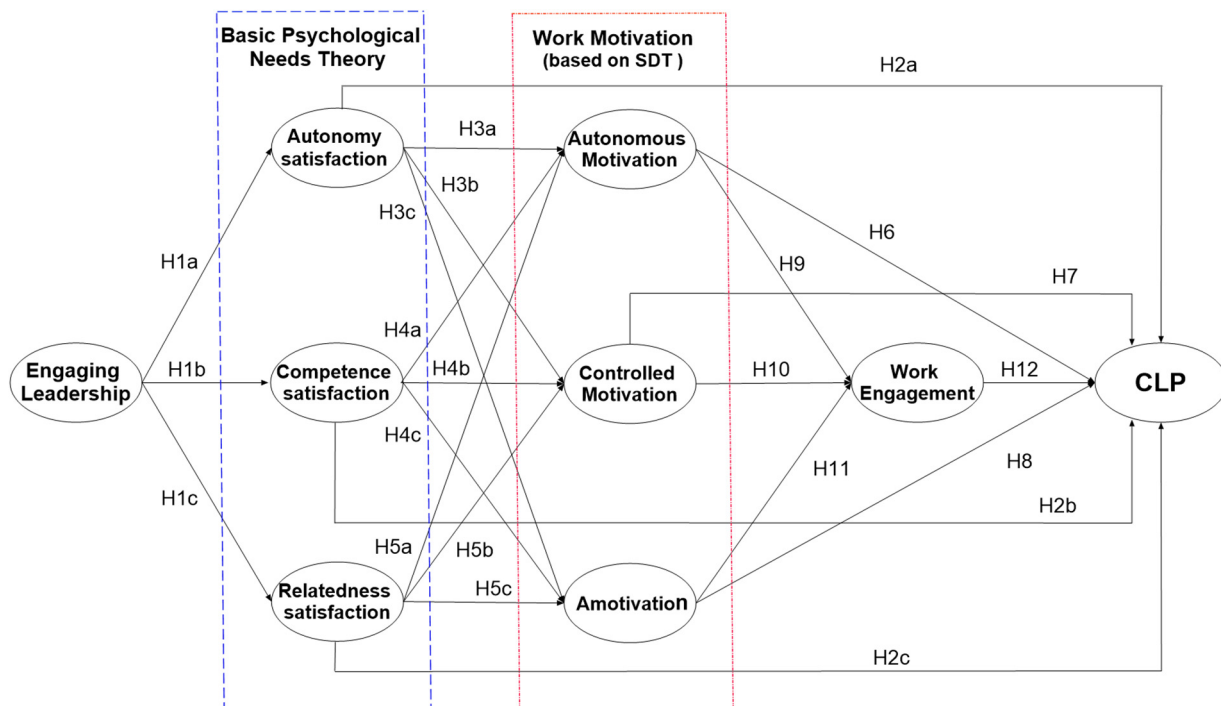 Basic Psychological
Needs Theory
Work Motivation
(based on SDT )
H2a
Autonomy
satisfaction
H3a
Autonomous
Motivation
H3b
H3c
H6
H1a
H9
H7
H4a
Engaging
Leadership
H1b
Competence
satisfaction
H4b
Controlled
Motivation
H10
Work
Engagement
H12
CLP
H4c
H11
H8
H1c
H2b
H5a
H5b
Relatedness
satisfaction
H5c
Amotivation
H2c